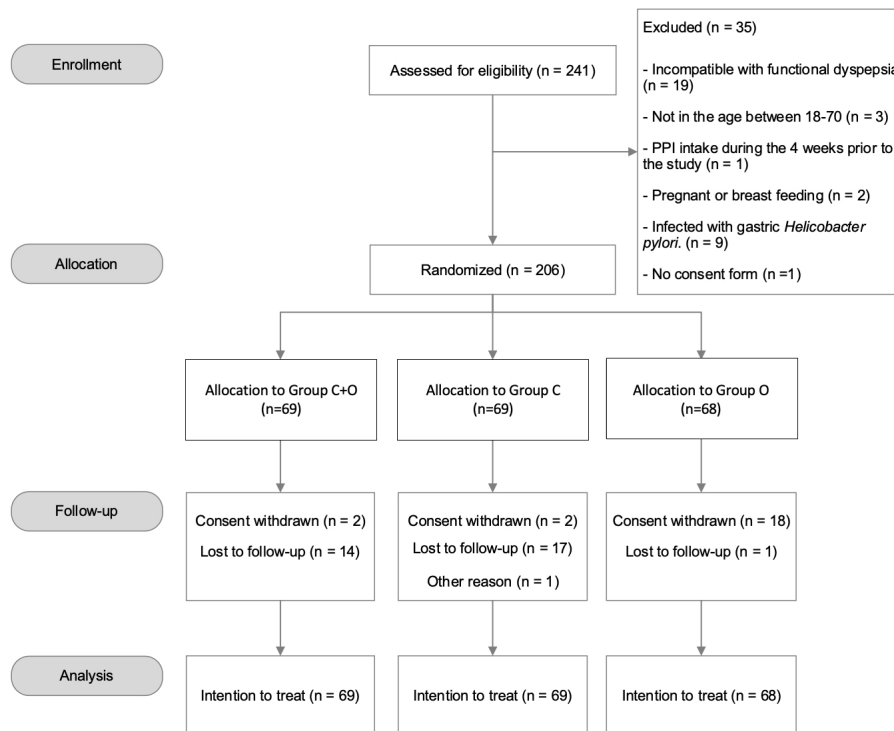 Enrollment
Assessed for eligibility (n = 241)
Excluded (n = 35)
- Incompatible with functional dyspepsia
(n = 19)
- Not in the age between 18-70 (n = 3)
- PPI intake during the 4 weeks prior to
the study (n = 1)
- Pregnant or breast feeding (n = 2)
- Infected with gastric Helicobacter
pylori. (n = 9)
- No consent form (n =1)
Allocation
Randomized (n = 206)
Allocation to Group C+O
(n=69)
Allocation to Group C
(n=69)
Allocation to Group O
(n=68)
Follow-up
Consent withdrawn (n = 2)
Lost to follow-up (n = 14)
Consent withdrawn (n = 2)
Lost to follow-up (n = 17)
Other reason (n = 1)
Consent withdrawn (n = 18)
Lost to follow-up (n = 1)
Analysis
Intention to treat (n = 69)
Intention to treat (n = 69)
Intention to treat (n = 68)